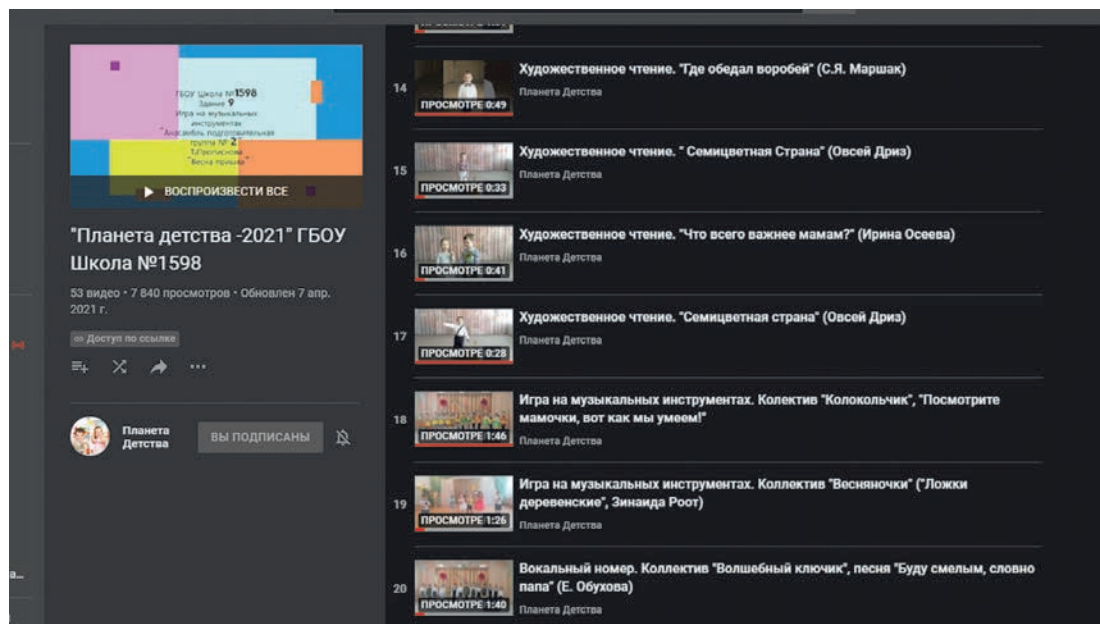 ГБОУ Школа №1598
Здание 9
Игра на музыкальных
инструментах
подготовительная
группа № 2
"Весна пришла"
ВОСПРОИЗВЕСТИ ВСЕ
"Планета детства -2021" ГБОУ
Школа №1598
53 видео • 7 840 просмотров • Обновлен 7 апр.
2021 г.
Доступ по ссылке
Планета
Детства
ВЫ ПОДПИСАНЫ
14
ПРОСМОТРЕ 0:49
Художественное чтение. "Где обедал воробей" (С.Я. Маршак)
Планета Детства
15
ПРОСМОТРЕ 0:33
Художественное чтение. " Семицветная Страна" (Овсей Дриз)
Планета Детства
16
ПРОСМОТРЕ 0:41
Художественное чтение. "Что всего важнее мамам?" (Ирина Осеева)
Планета Детства
17
ПРОСМОТРЕ 0:28
Художественное чтение. "Семицветная страна" (Овсей Дриз)
Планета Детства
18
ПРОСМОТРЕ 1:46
Игра на музыкальных инструментах. Колектив "Колокольчик", "Посмотрите
мамочки, вот как мы умеем!"
Планета Детства
19
ПРОСМОТРЕ 1:26
Игра на музыкальных инструментах. Коллектив "Весняночки" ("Ложки
деревенские", Зинаида Роот)
Планета Детства
20
ПРОСМОТРЕ 1:40
Вокальный номер. Коллектив "Волшебный ключик", песня "Буду смелым, словно
папа" (Е. Обухова)
Планета Детства
а...